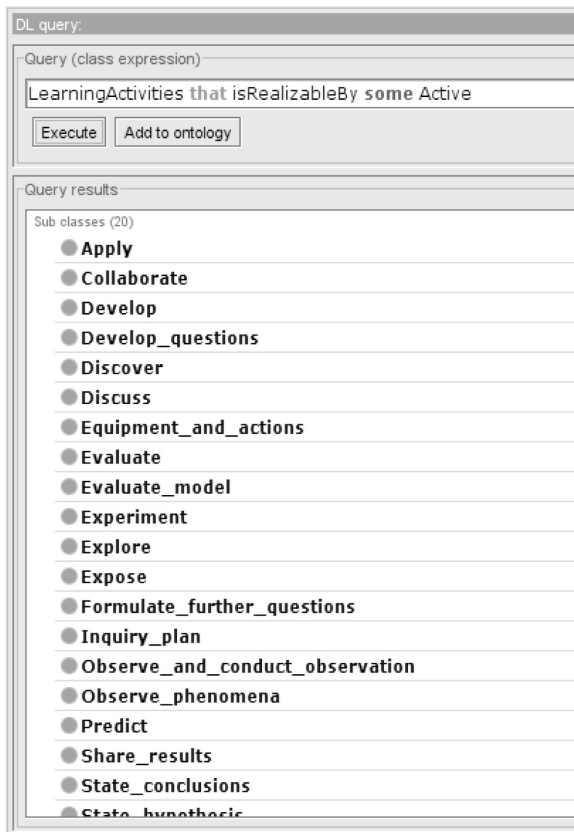 DL query:
Query (class expression)
LearningActivities that isRealizableBy some Active
Execute Add to ontology
Query results
Sub classes (20)
Apply
Collaborate
Develop
Develop_questions
Discover
Discuss
Equipment_and_actions
Evaluate
Evaluate_model
Experiment
Explore
Expose
Formulate_further_questions
Inquiry_plan
Observe_and_conduct_observation
Observe_phenomena
Predict
Share_results
State_conclusions
State_hypothesis